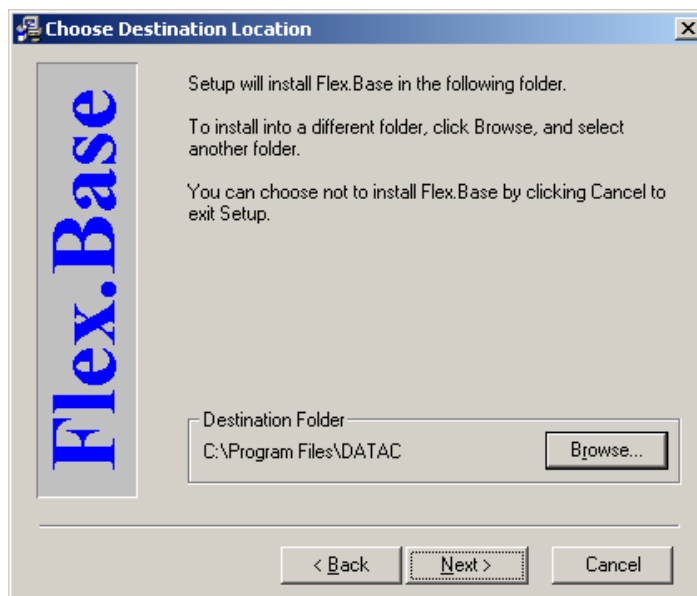 Choose Destination Location
Flex.Base
Setup will install Flex.Base in the following folder.
To install into a different folder, click Browse, and select
another folder.
You can choose not to install Flex.Base by clicking Cancel to
exit Setup.
Destination Folder
C:\Program Files\DATAC
Browse...
< Back
Next >
Cancel